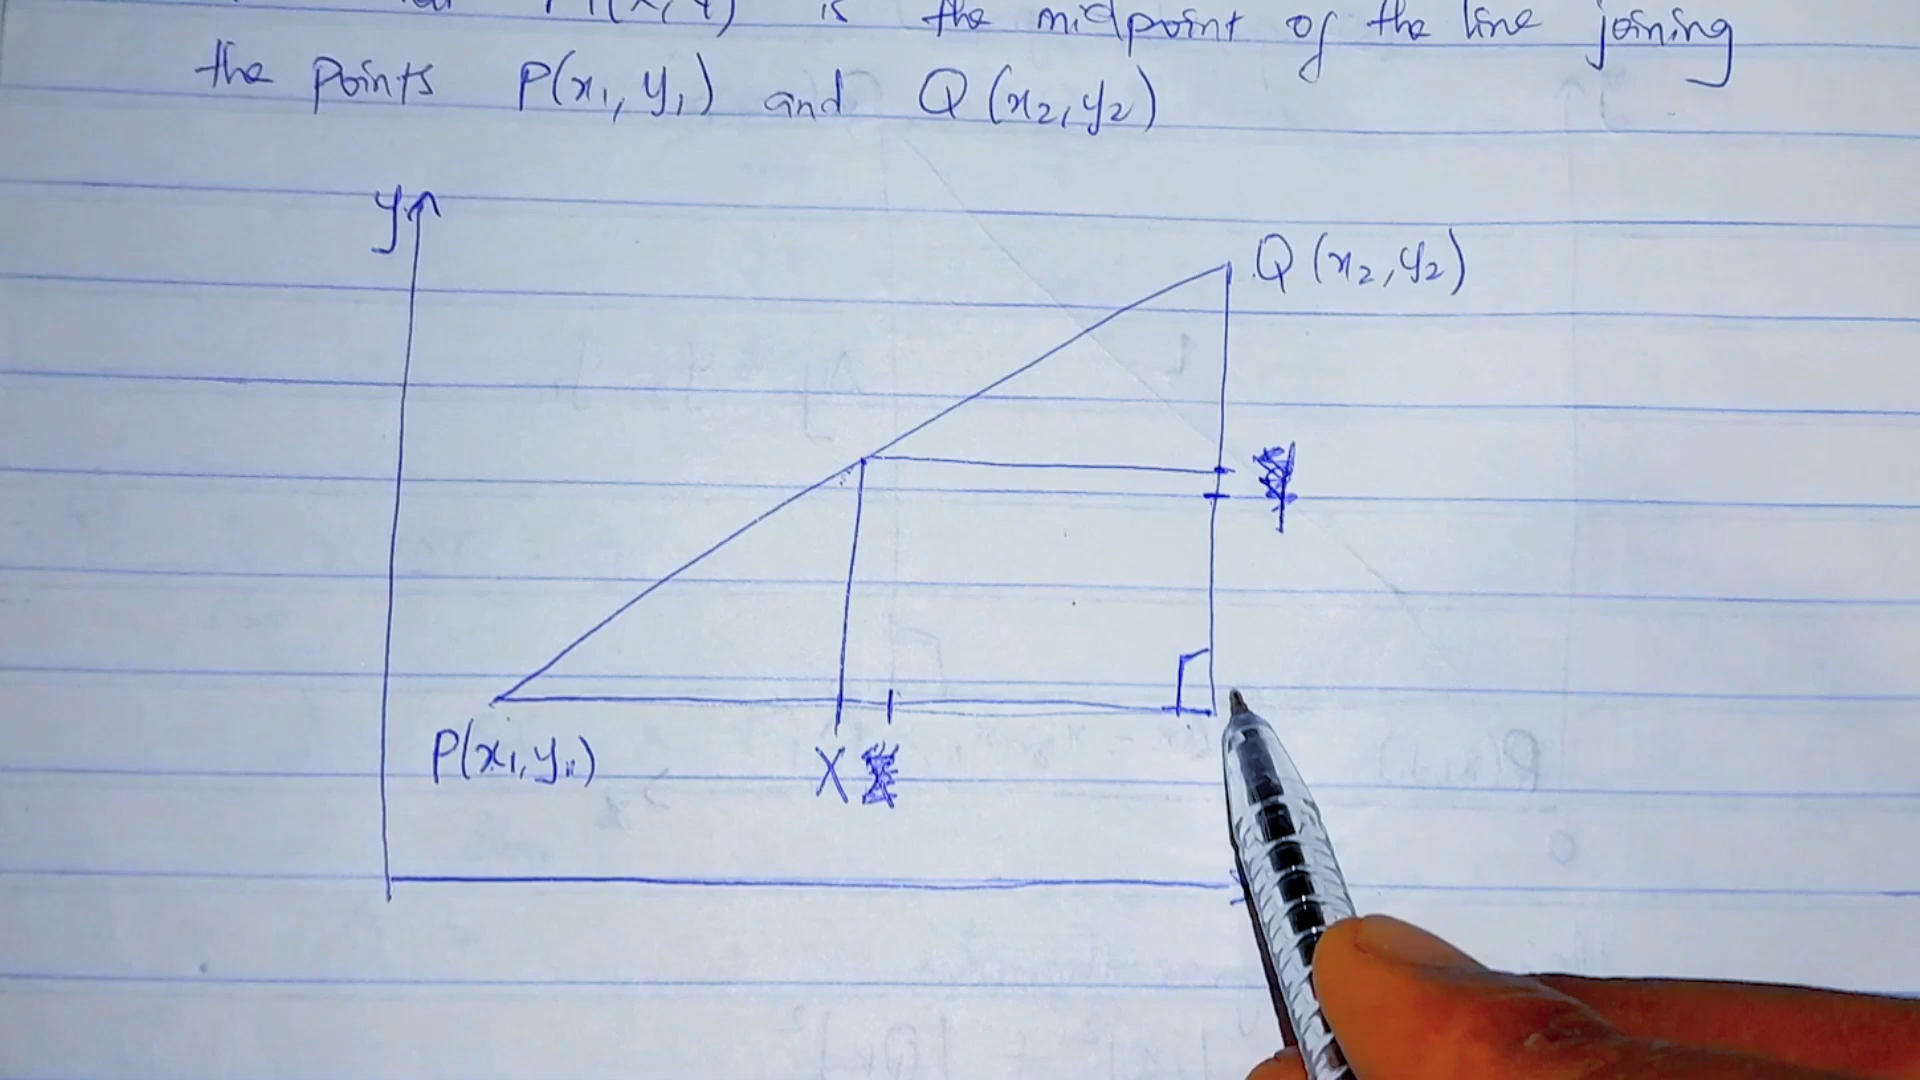 M(x, y) is the midpoint of the line joining
the points P(x₁, y₁) and Q(x₂, y₂)
y
Q(x₂, y₂)
P(x₁, y₁)
X